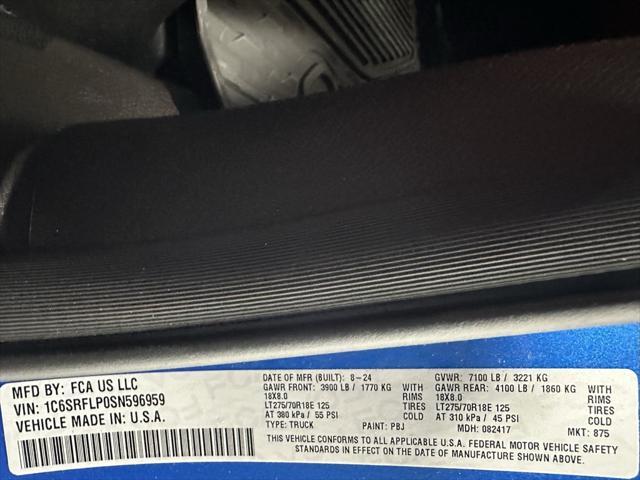 MFD BY: FCA US LLC
VIN: 1C6SRFLP0SN596959
VEHICLE MADE IN: U.S.A.
DATE OF MFR (BUILT): 8-24 GVWR: 7100 LB / 3221 KG
GAWR FRONT: 3900 LB / 1770 KG WITH GAWR REAR: 4100 LB / 1860 KG WITH
18X8.0 RIMS 18X8.0 RIMS
LT275/70R18E 125 TIRES LT275/70R18E 125 TIRES
AT 380 kPa / 55 PSI COLD AT 310 kPa / 45 PSI COLD
TYPE: TRUCK PAINT: PBJ MDH: 082417 MKT: 875
THIS VEHICLE CONFORMS TO ALL APPLICABLE U.S.A. FEDERAL MOTOR VEHICLE SAFETY
STANDARDS IN EFFECT ON THE DATE OF MANUFACTURE SHOWN ABOVE